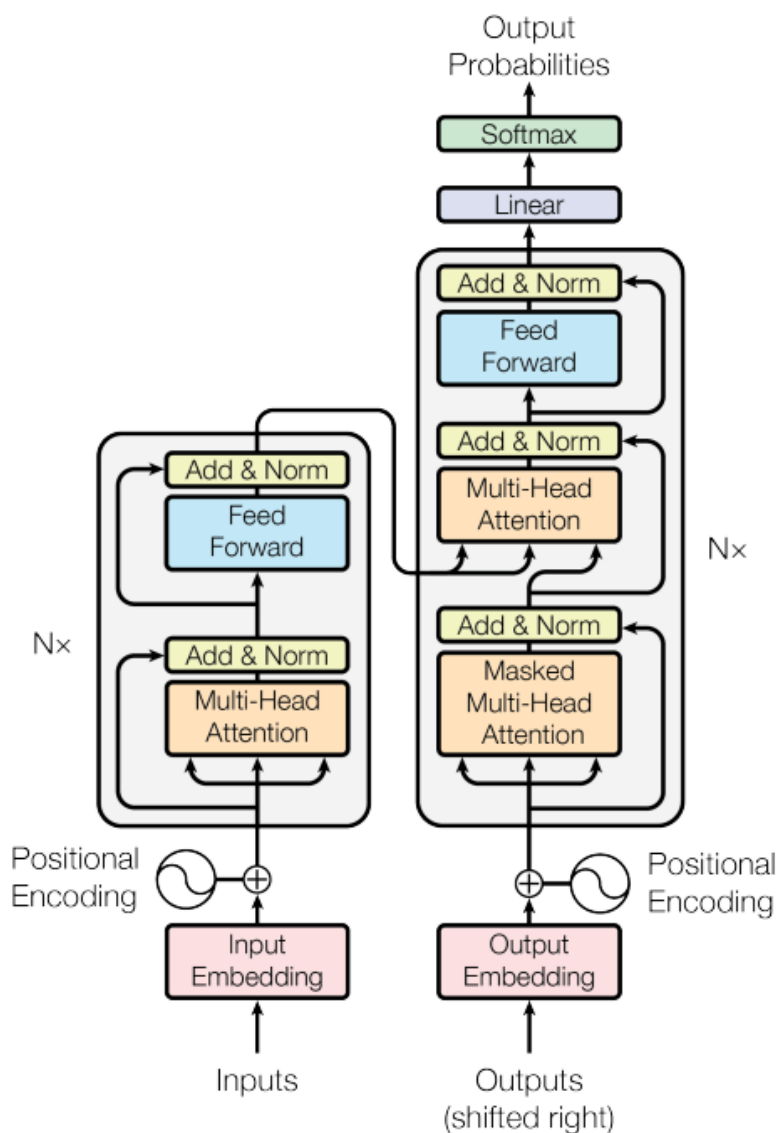 Output
Probabilities
Softmax
Linear
Add & Norm
Feed
Forward
Add & Norm
Multi-Head
Attention
Nx
Add & Norm
Masked
Multi-Head
Attention
Add & Norm
Feed
Forward
Nx
Add & Norm
Multi-Head
Attention
Positional
Encoding
Positional
Encoding
Input
Embedding
Output
Embedding
Inputs
Outputs
(shifted right)